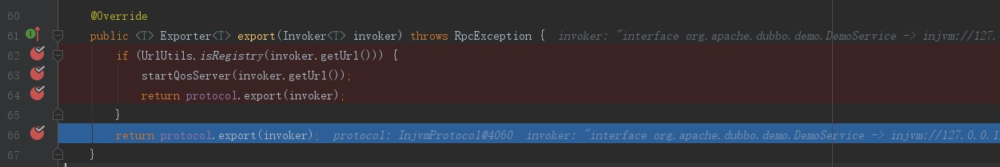 60 @Override
61 public <T> Exporter<T> export(Invoker<T> invoker) throws RpcException { invoker: "interface org.apache.dubbo.demo.DemoService -> injvm://127.
62 if (UrlUtils.isRegistry(invoker.getUrl())) {
63 startQosServer(invoker.getUrl());
64 return protocol.export(invoker);
65 }
66 return protocol.export(invoker); protocol: InjvmProtocol@4060 invoker: "interface org.apache.dubbo.demo.DemoService -> injvm://127.0.0.1
67 }